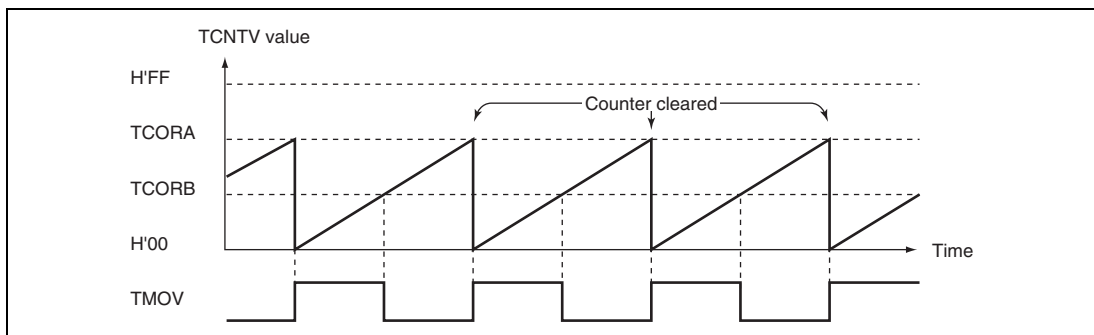 TCNTV value
H'FF
Counter cleared
TCORA
TCORB
H'00
Time
TMOV